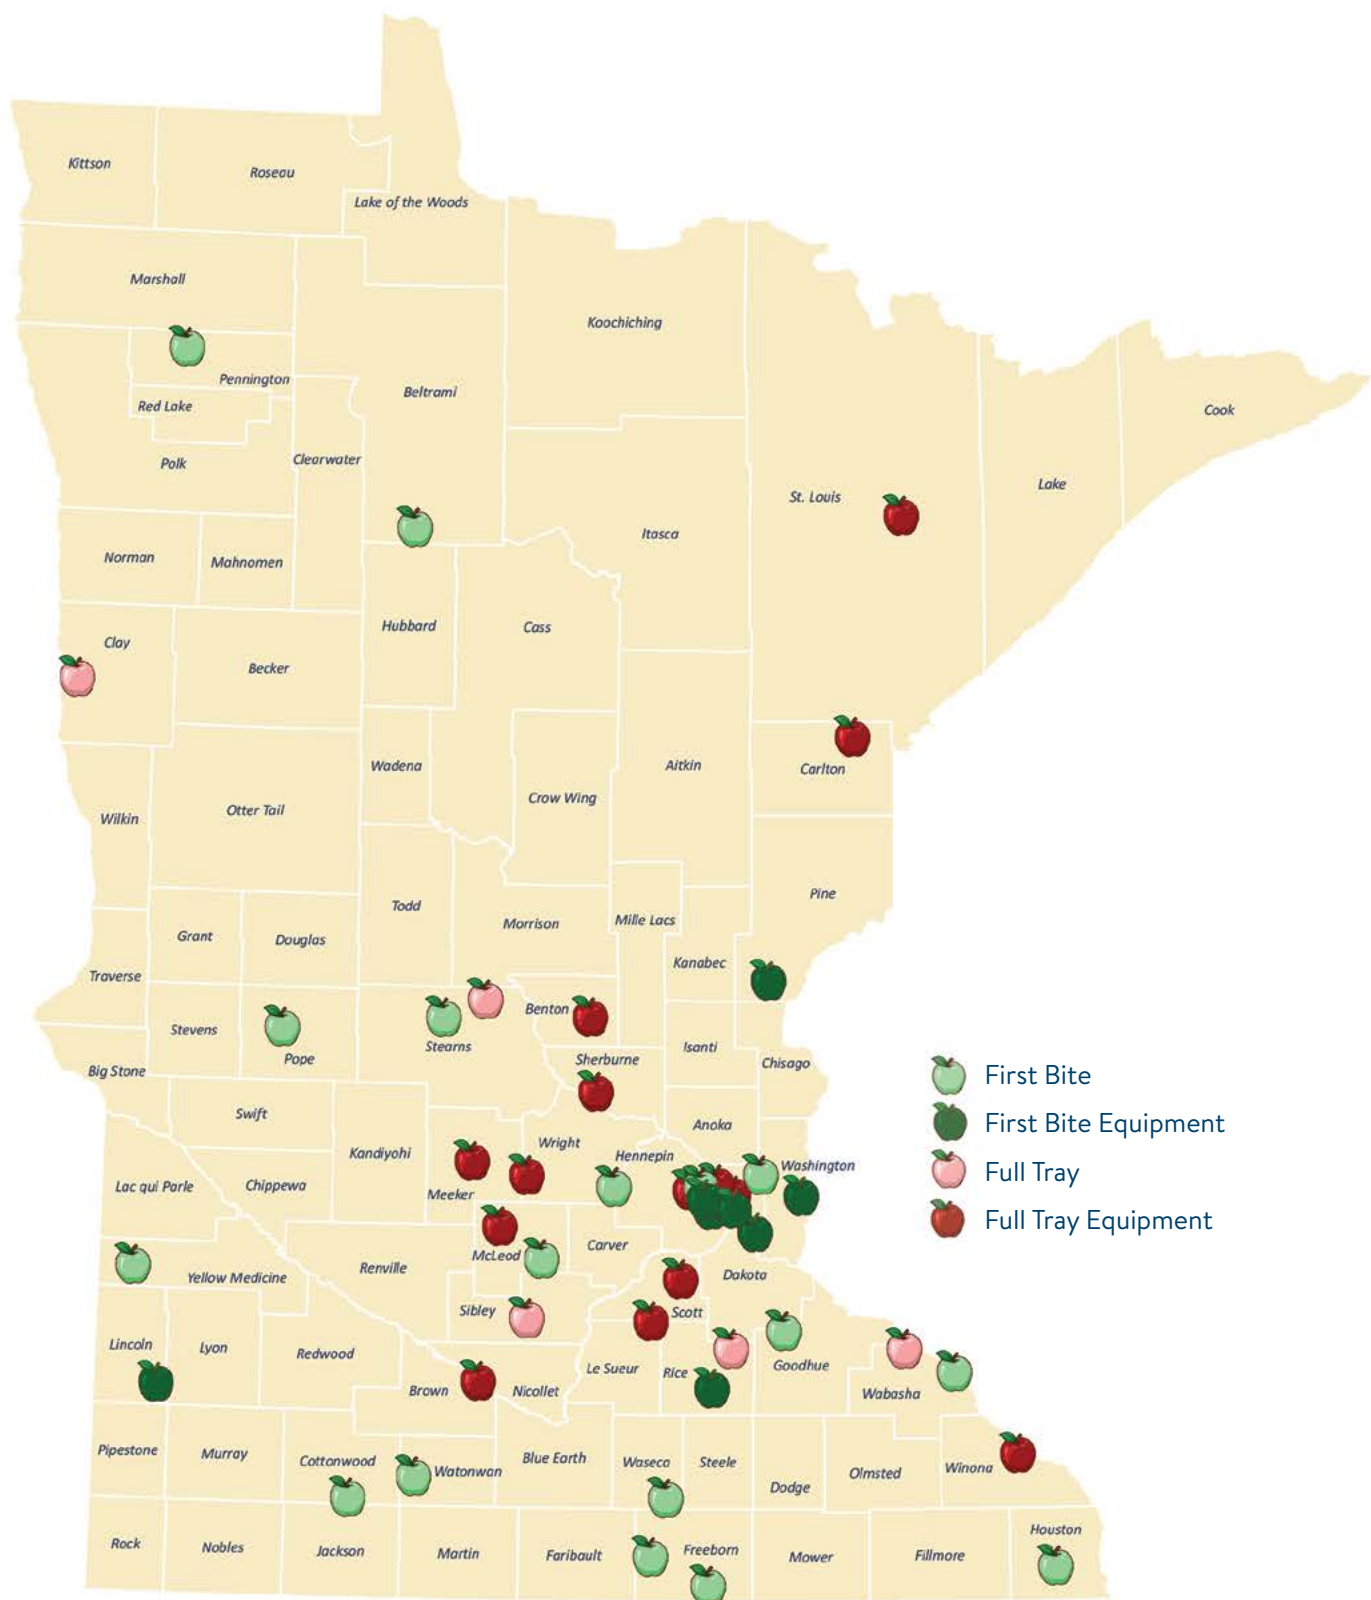 Kittson
Roseau
Lake of the Woods
Marshall
Koochiching
Pennington
Beltrami
Red Lake
Cook
Clearwater
Polk
Lake
St. Louis
Itasca
Norman
Mahnomen
Hubbard
Cass
Clay
Becker
Wadena
Aitkin
Carlton
Crow Wing
Otter Tail
Wilkin
Pine
Todd
Morrison
Mille Lacs
Grant
Douglas
Kanabec
Traverse
Benton
Stevens
Pope
Stearns
Isanti
Sherburne
Chisago
Big Stone
First Bite
Swift
First Bite Equipment
Anoka
Wright
Kandiyohi
Hennepin
Washington
Full Tray
Lac qui Parle
Chippewa
Meeker
Full Tray Equipment
Carver
McLeod
Renville
Dakota
Yellow Medicine
Sibley
Scott
Lincoln
Lyon
Redwood
Le Sueur
Rice
Goodhue
Brown
Nicollet
Wabasha
Pipestone
Murray
Cottonwood
Watonwan
Blue Earth
Waseca
Steele
Dodge
Olmsted
Winona
Houston
Rock
Nobles
Jackson
Martin
Faribault
Freeborn
Mower
Fillmore